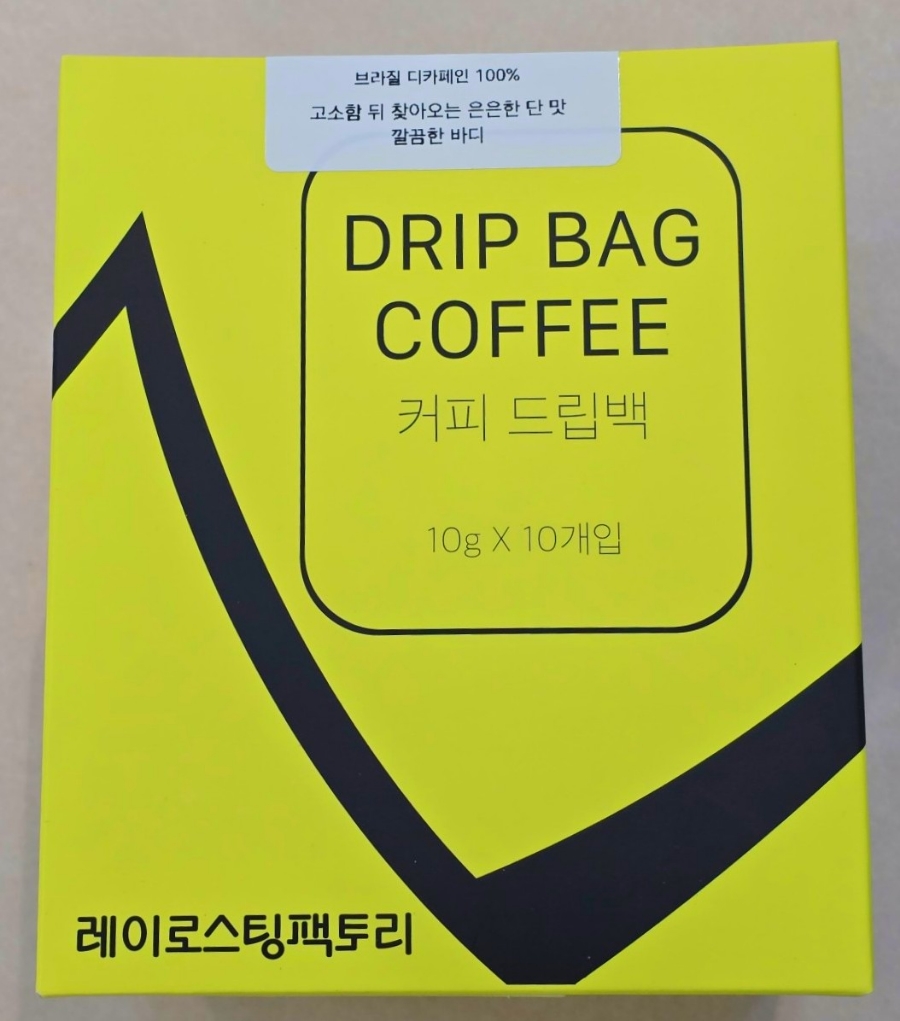 브라질 디카페인 100%
고소함 뒤 찾아오는 은은한 단 맛
깔끔한 바디
DRIP BAG
COFFEE
커피 드립백
10g X 10개입
레이로스팅팩토리